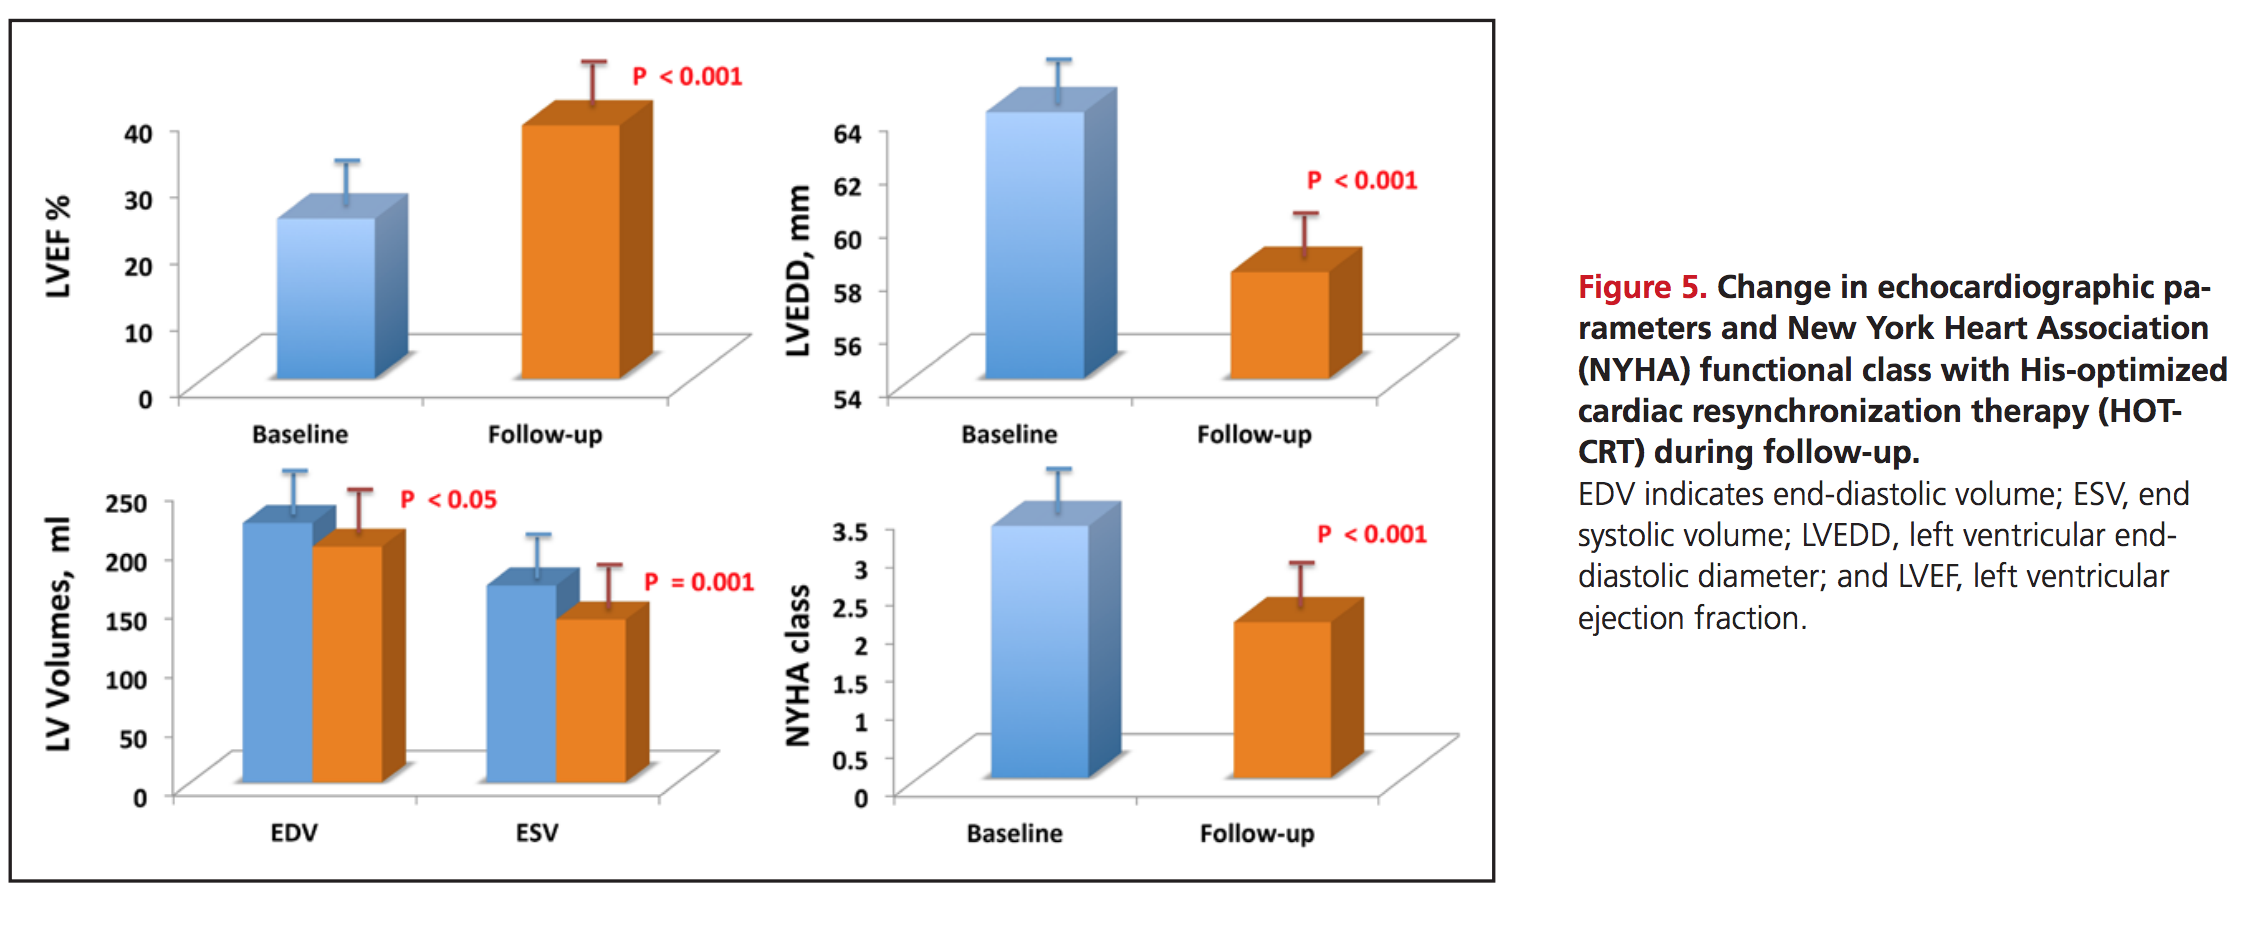 P < 0.001
40
30
20
10
0
LVEF %
Baseline
Follow-up
P < 0.001
64
62
60
58
56
54
LVEDD, mm
Baseline
Follow-up
P < 0.05
P = 0.001
250
200
150
100
50
0
LV Volumes, ml
EDV
ESV
P < 0.001
3.5
3
2.5
2
1.5
1
0.5
0
NYHA class
Baseline
Follow-up
Figure 5. Change in echocardiographic pa-
rameters and New York Heart Association
(NYHA) functional class with His-optimized
cardiac resynchronization therapy (HOT-
CRT) during follow-up.
EDV indicates end-diastolic volume; ESV, end
systolic volume; LVEDD, left ventricular end-
diastolic diameter; and LVEF, left ventricular
ejection fraction.